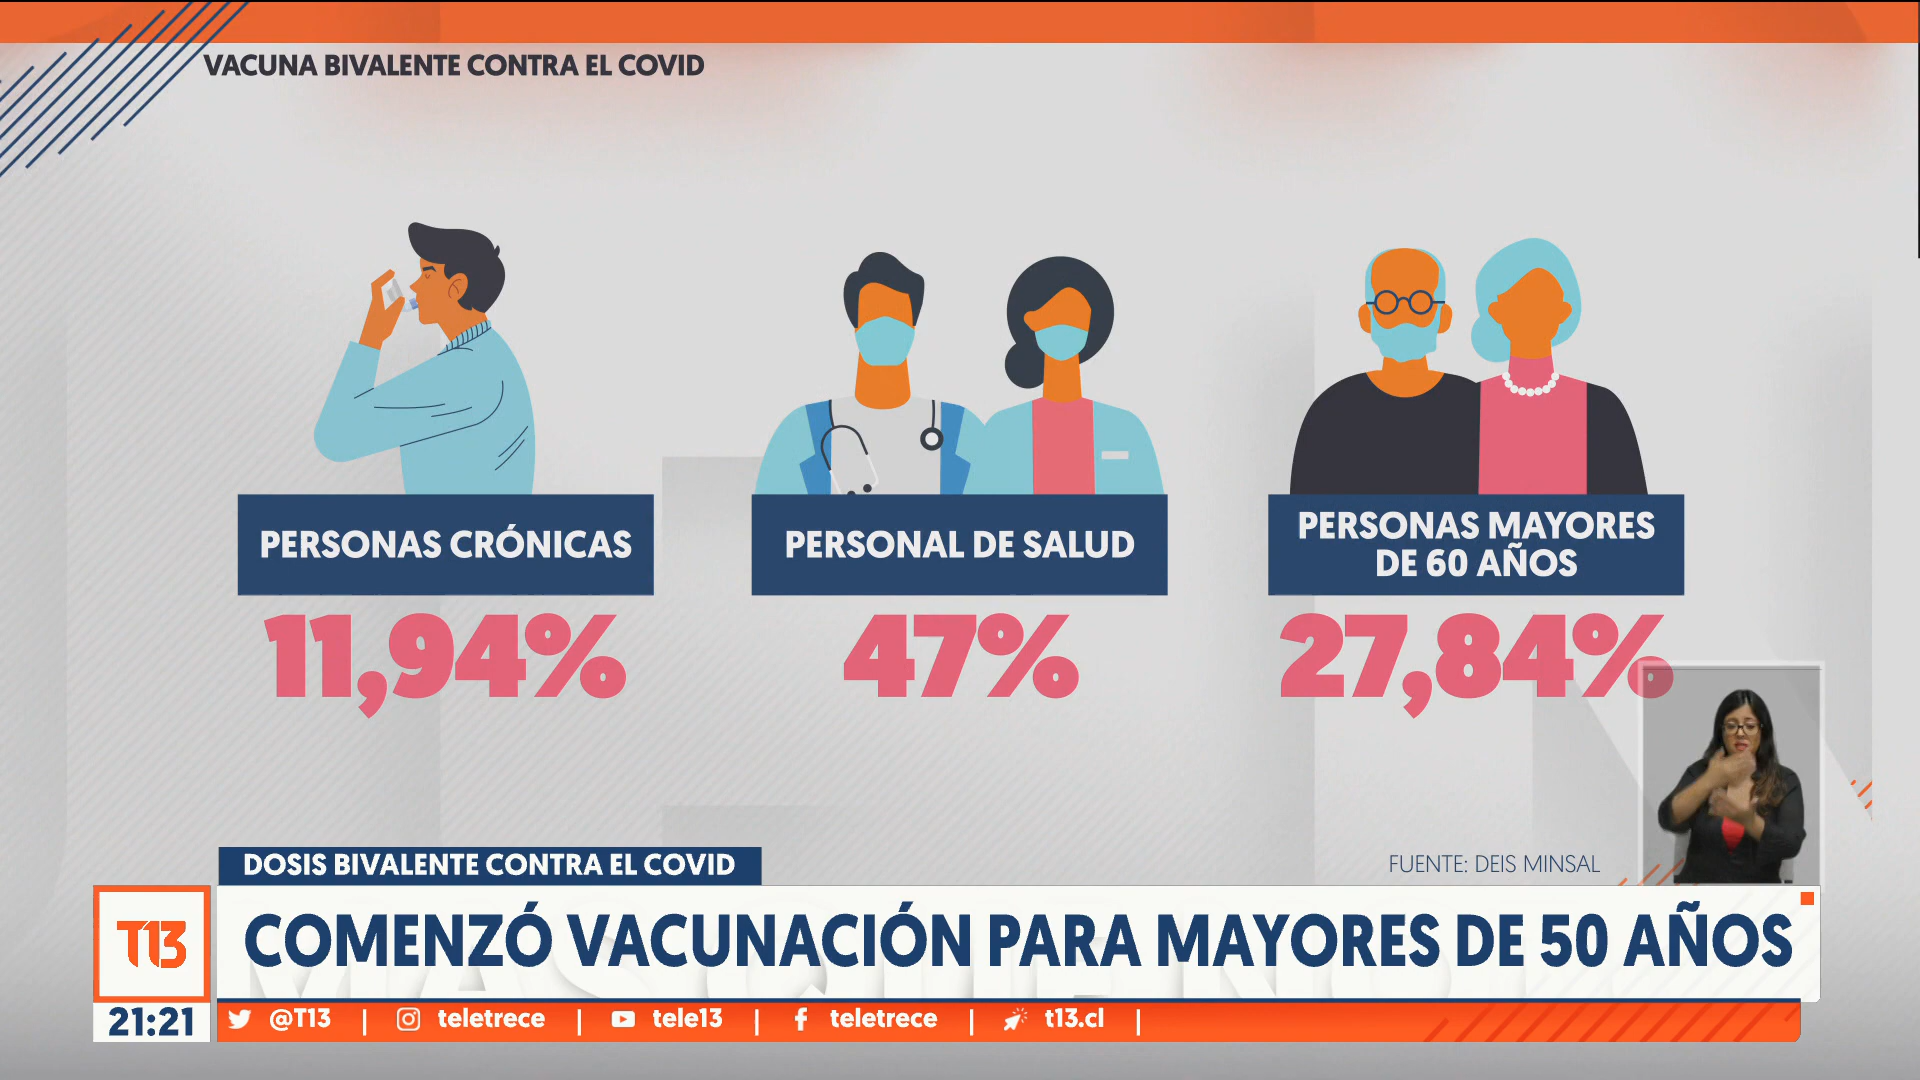 VACUNA BIVALENTE CONTRA EL COVID
PERSONAS CRÓNICAS
11,94%
PERSONAL DE SALUD
47%
PERSONAS MAYORES
DE 60 AÑOS
27,84%
FUENTE: DEIS MINSAL
DOSIS BIVALENTE CONTRA EL COVID
T13
COMENZÓ VACUNACIÓN PARA MAYORES DE 50 AÑOS
21:21
@T13 | teletrece | tele13 | teletrece | t13.cl |